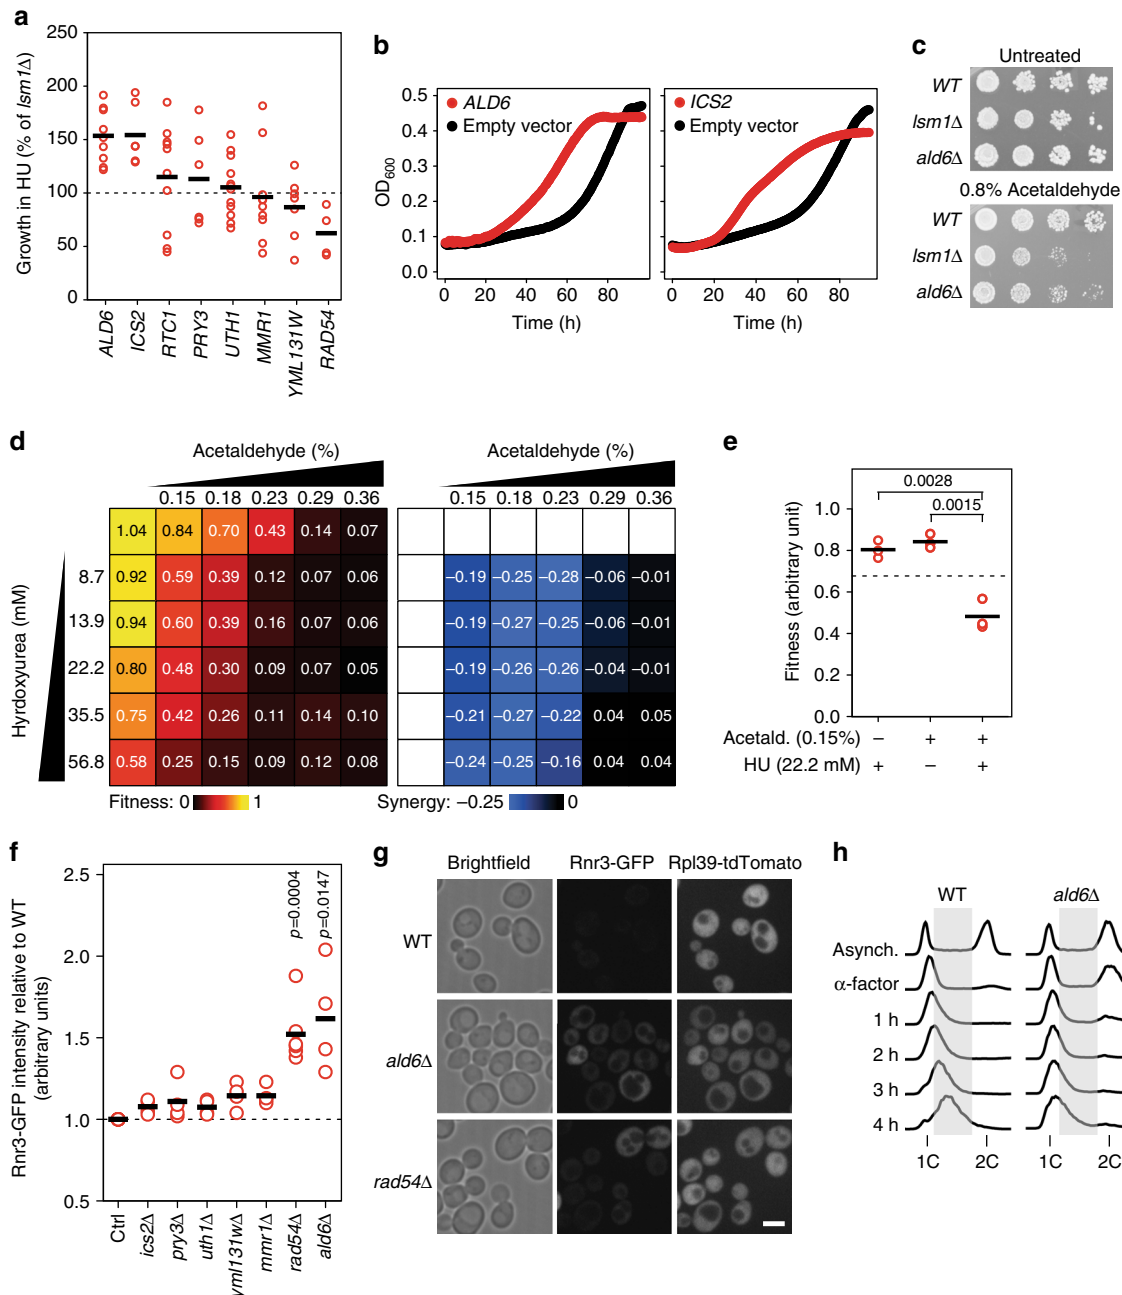 a
Growth in HU (% of lsm1Δ)
250
200
150
100
50
0
ALD6
ICS2
RTC1
PRY3
UTH1
MMR1
YML131W
RAD54
b
OD600
0.5
0.4
0.3
0.2
0.1
0.0
ALD6
Empty vector
0 20 40 60 80
Time (h)
ICS2
Empty vector
0 20 40 60 80
Time (h)
c
Untreated
WT
lsm1Δ
ald6Δ
0.8% Acetaldehyde
WT
lsm1Δ
ald6Δ
d
Acetaldehyde (%)
0.15 0.18 0.23 0.29 0.36
Hyrdoxyurea (mM)
1.04 0.84 0.70 0.43 0.14 0.07
8.7 0.92 0.59 0.39 0.12 0.07 0.06
13.9 0.94 0.60 0.39 0.16 0.07 0.06
22.2 0.80 0.48 0.30 0.09 0.07 0.05
35.5 0.75 0.42 0.26 0.11 0.14 0.10
56.8 0.58 0.25 0.15 0.09 0.12 0.08
Fitness: 0 1
Acetaldehyde (%)
0.15 0.18 0.23 0.29 0.36
−0.19 −0.25 −0.28 −0.06 −0.01
−0.19 −0.27 −0.25 −0.06 −0.01
−0.19 −0.26 −0.26 −0.04 −0.01
−0.21 −0.27 −0.22 0.04 0.05
−0.24 −0.25 −0.16 0.04 0.04
Synergy: −0.25 0
e
Fitness (arbitrary unit)
1.0
0.8
0.6
0.4
0.2
0.0
0.0028
0.0015
Acetald. (0.15%) − + +
HU (22.2 mM) + − +
f
Rnr3-GFP intensity relative to WT
(arbitrary units)
2.5
2.0
1.5
1.0
0.5
p=0.0004
p=0.0147
Ctrl
ics2Δ
pry3Δ
uth1Δ
yml131wΔ
mmr1Δ
rad54Δ
ald6Δ
g
Brightfield Rnr3-GFP Rpl39-tdTomato
WT
ald6Δ
rad54Δ
h
WT ald6Δ
Asynch.
α-factor
1 h
2 h
3 h
4 h
1C 2C 1C 2C